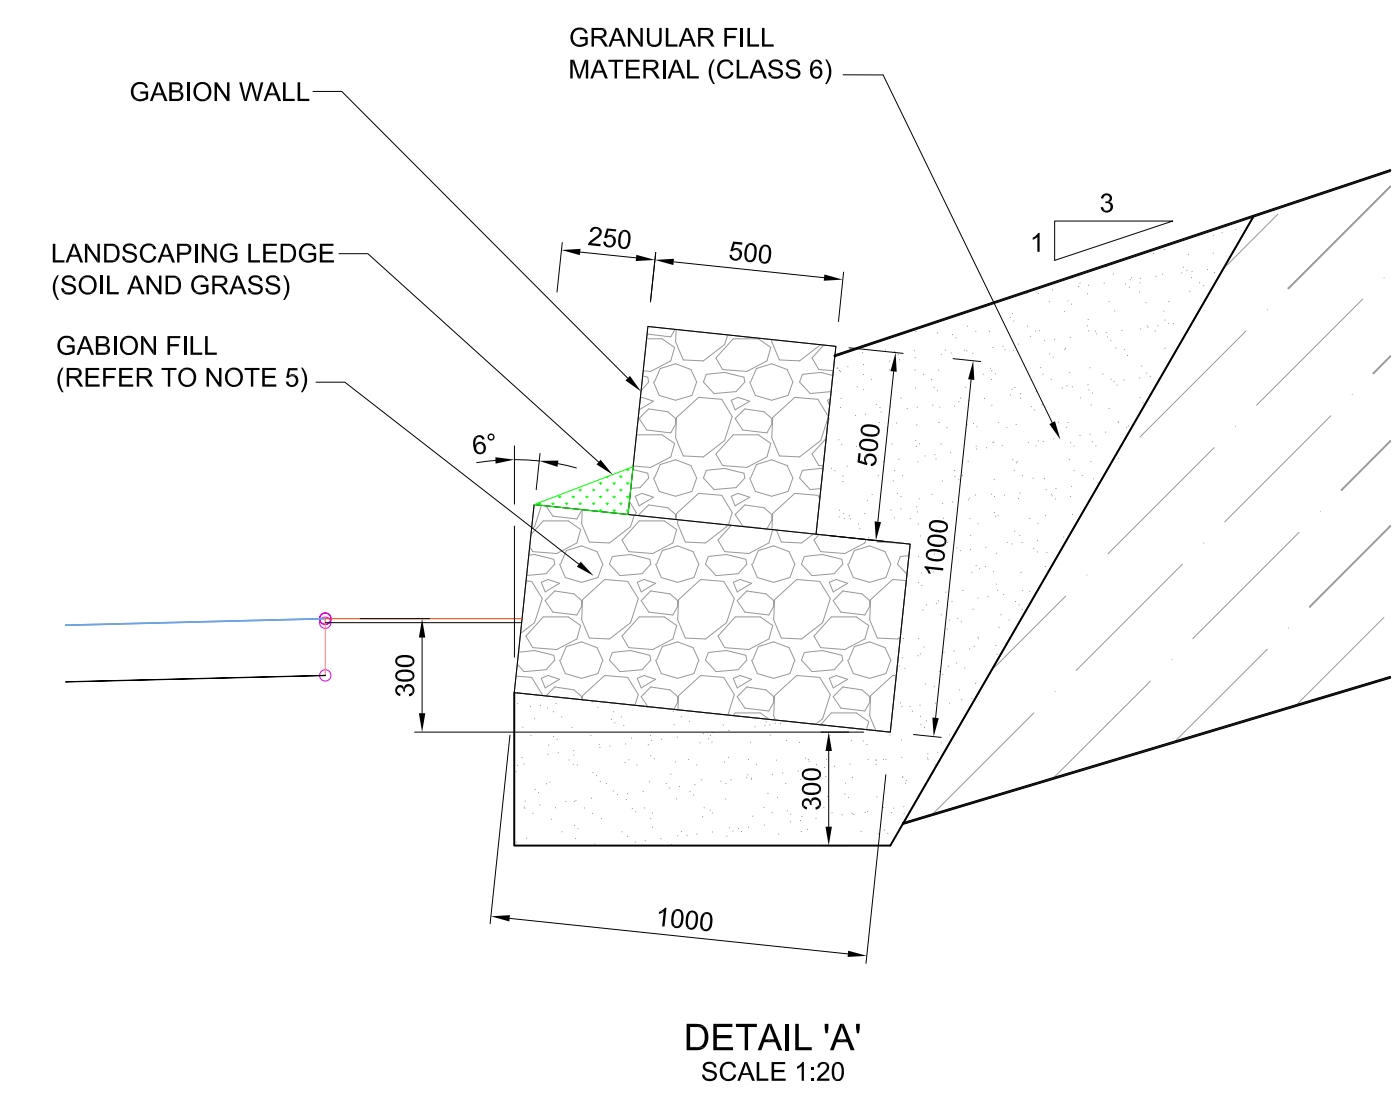 GRANULAR FILL
MATERIAL (CLASS 6)
GABION WALL
3
1
250
500
LANDSCAPING LEDGE
(SOIL AND GRASS)
GABION FILL
(REFER TO NOTE 5)
6°
500
1000
300
300
1000
DETAIL 'A'
SCALE 1:20